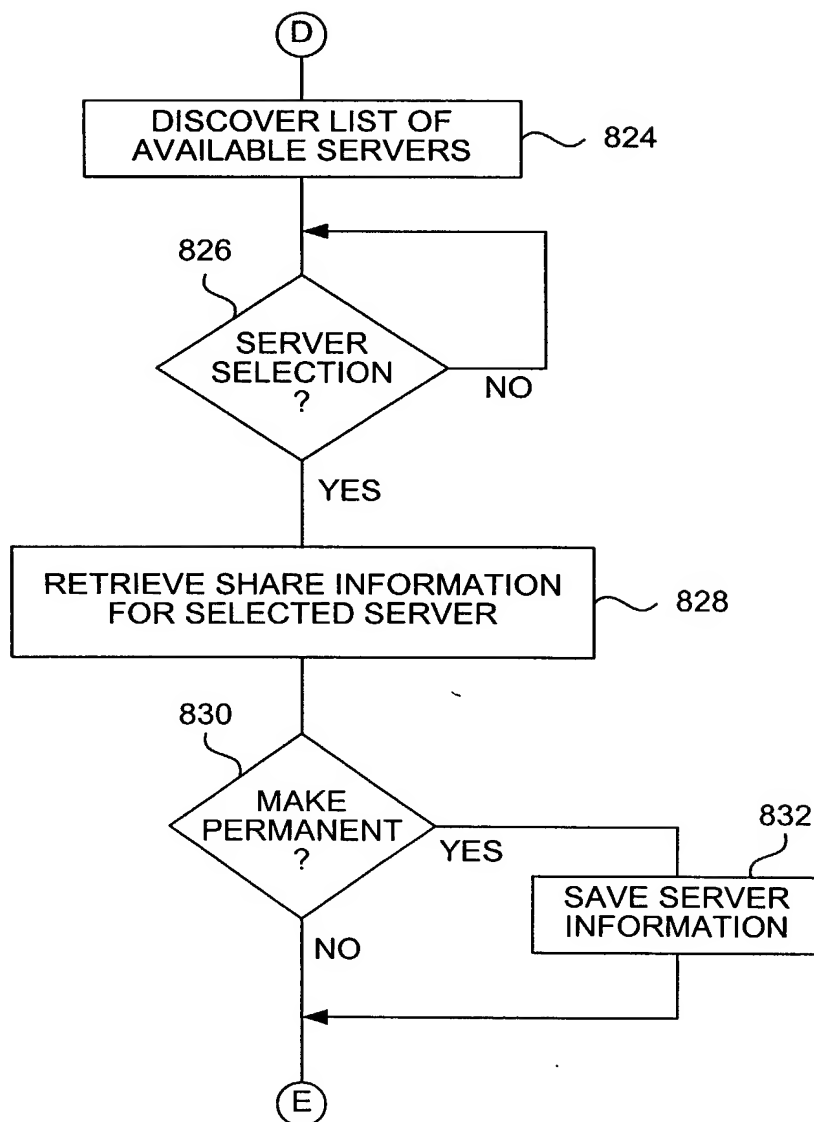 D
DISCOVER LIST OF
AVAILABLE SERVERS
824
826
SERVER
SELECTION
?
NO
YES
RETRIEVE SHARE INFORMATION
FOR SELECTED SERVER
828
830
MAKE
PERMANENT
?
YES
832
SAVE SERVER
INFORMATION
NO
E